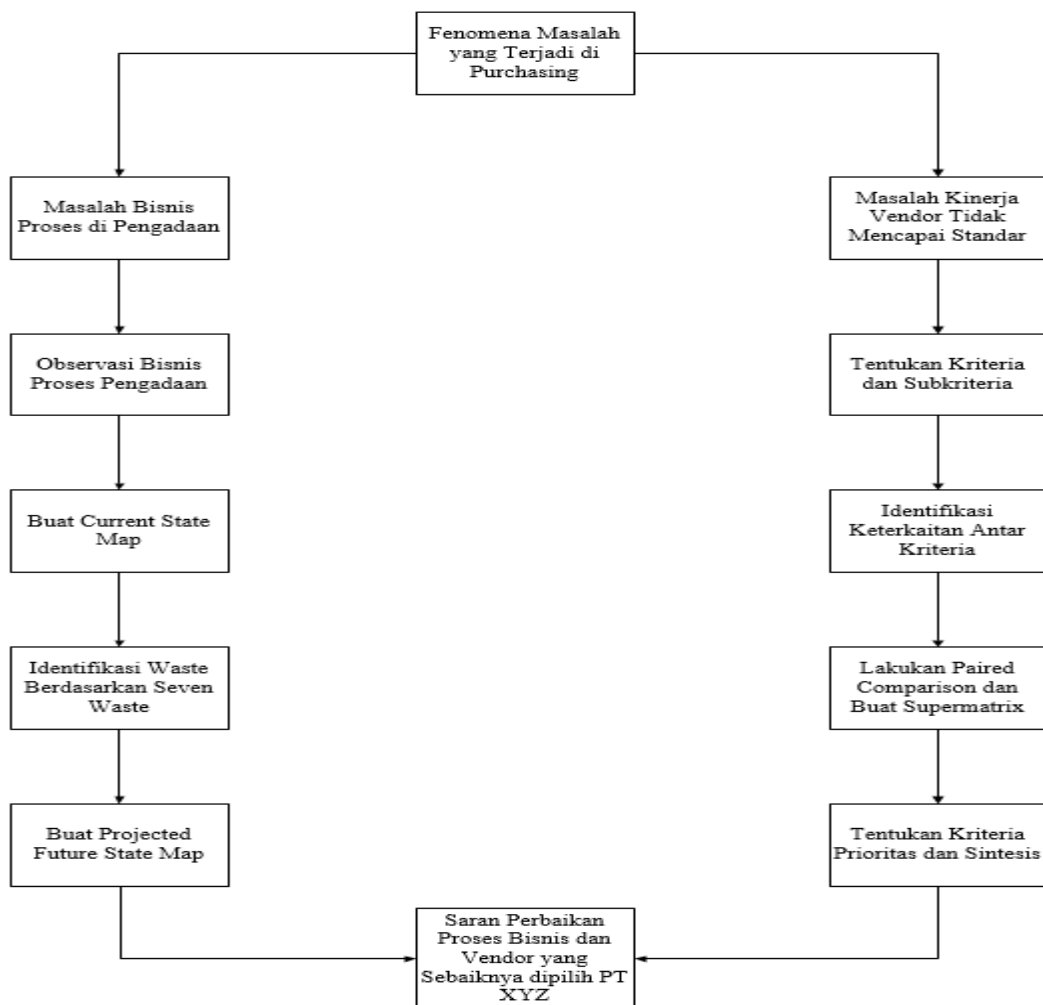 Fenomena Masalah
yang Terjadi di
Purchasing
Masalah Bisnis
Proses di Pengadaan
Observasi Bisnis
Proses Pengadaan
Buat Current State
Map
Identifikasi Waste
Berdasarkan Seven
Waste
Buat Projected
Future State Map
Masalah Kinerja
Vendor Tidak
Mencapai Standar
Tentukan Kriteria
dan Subkriteria
Identifikasi
Keterkaitan Antar
Kriteria
Lakukan Paired
Comparison dan
Buat Supermatrix
Tentukan Kriteria
Prioritas dan Sintesis
Saran Perbaikan
Proses Bisnis dan
Vendor yang
Sebaiknya dipilih PT
XYZ